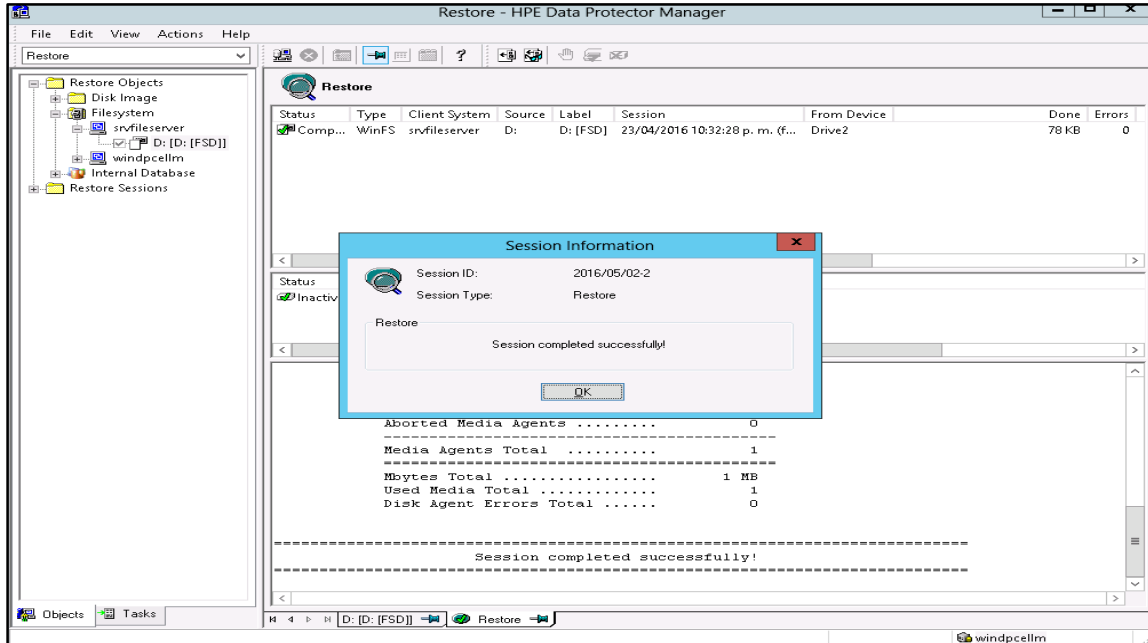 Restore - HPE Data Protector Manager
File Edit View Actions Help
Restore
Restore Objects
Disk Image
Filesystem
srvfileserver
D: [D: [FSD]]
windpcellm
Internal Database
Restore Sessions
Restore
Status Type Client System Source Label Session From Device Done Errors
Comp... WinFS srvfileserver D: D: [FSD] 23/04/2016 10:32:28 p. m. (f... Drive2 78 KB 0
Session Information
Session ID: 2016/05/02-2
Session Type: Restore
Restore
Session completed successfully!
OK
Status
Inactiv
Aborted Media Agents ......... 0
----------------------------------------
Media Agents Total .......... 1
========================================
Mbytes Total ................. 1 MB
Used Media Total ............ 1
Disk Agent Errors Total ...... 0
Session completed successfully!
Objects Tasks
D: [D: [FSD]] Restore
windpcellm